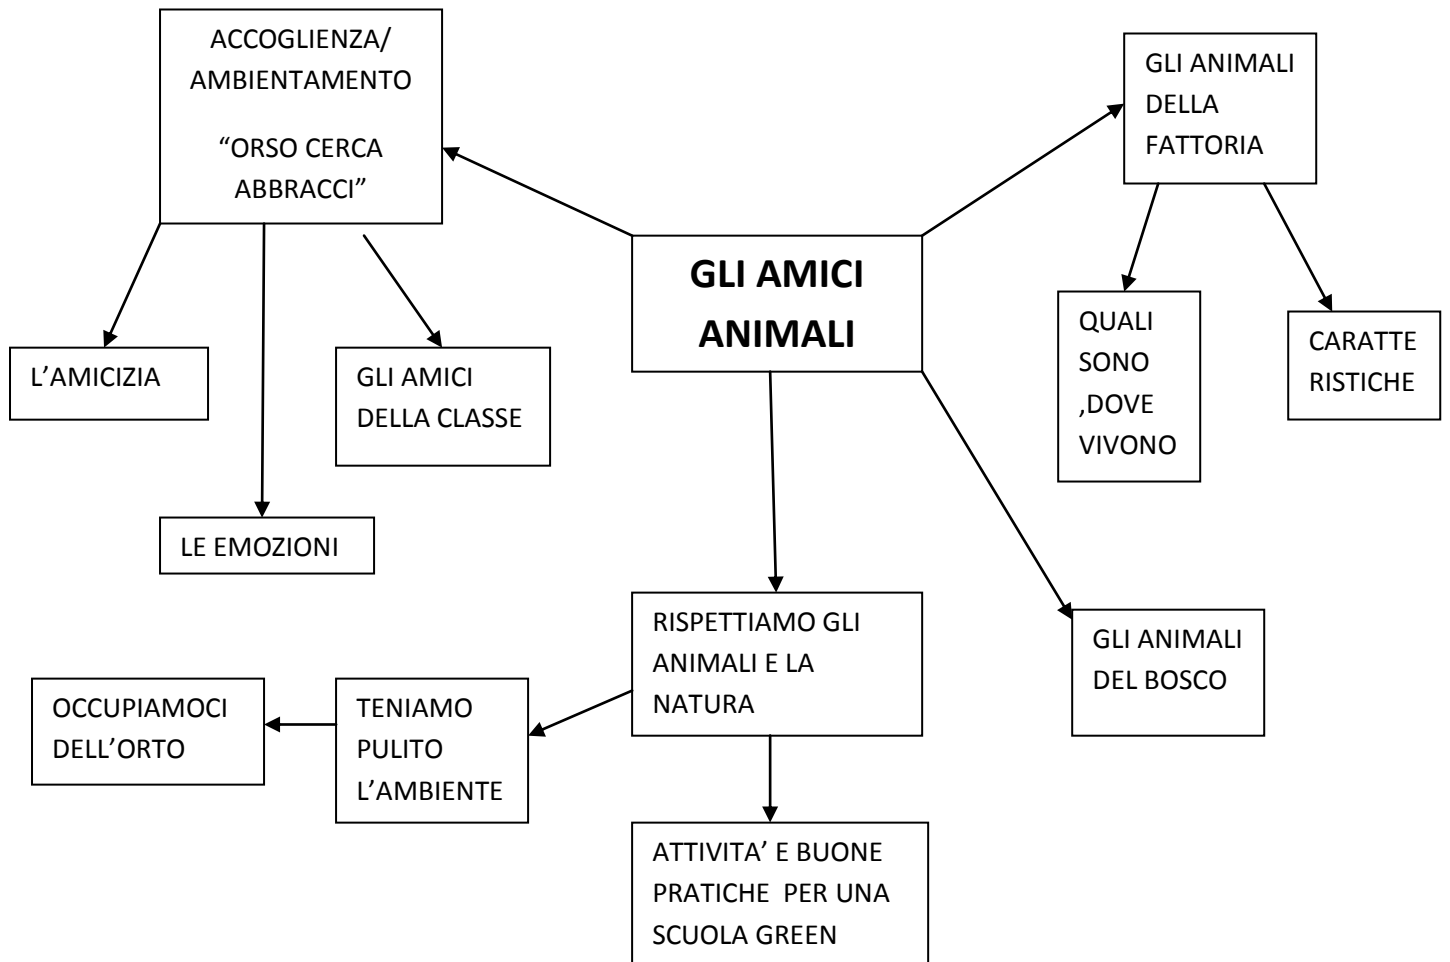 ACCOGLIENZA/
AMBIENTAMENTO
“ORSO CERCA
ABBRACCI”
GLI ANIMALI
DELLA
FATTORIA
GLI AMICI
ANIMALI
QUALI
SONO
,DOVE
VIVONO
CARATTE
RISTICHE
L’AMICIZIA
GLI AMICI
DELLA CLASSE
LE EMOZIONI
RISPETTIAMO GLI
ANIMALI E LA
NATURA
GLI ANIMALI
DEL BOSCO
OCCUPIAMOCI
DELL’ORTO
TENIAMO
PULITO
L’AMBIENTE
ATTIVITA’ E BUONE
PRATICHE  PER UNA
SCUOLA GREEN